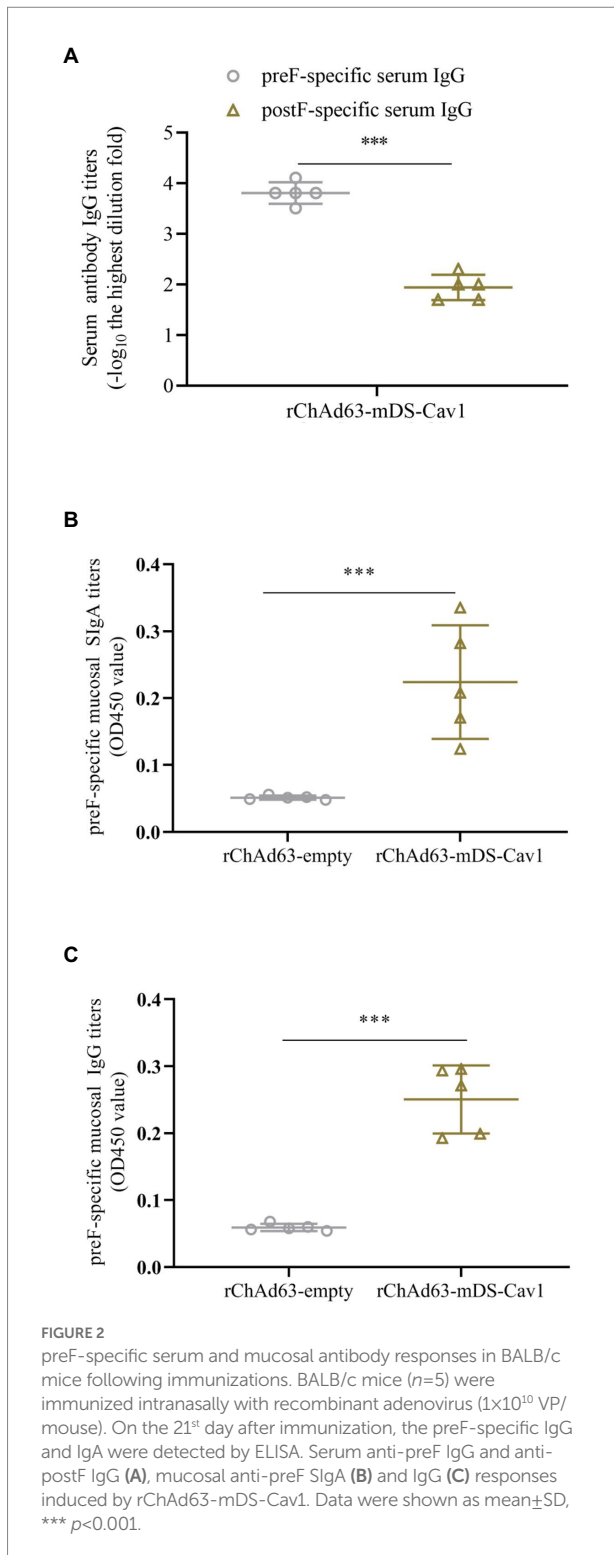 A
preF-specific serum IgG
postF-specific serum IgG
***
Serum antibody IgG titers
(-log₁₀ the highest dilution fold)
5
4
3
2
1
0
rChAd63-mDS-Cav1
B
***
preF-specific mucosal SIgA titers
(OD450 value)
0.4
0.3
0.2
0.1
0.0
rChAd63-empty rChAd63-mDS-Cav1
C
***
preF-specific mucosal IgG titers
(OD450 value)
0.4
0.3
0.2
0.1
0.0
rChAd63-empty rChAd63-mDS-Cav1
FIGURE 2
preF-specific serum and mucosal antibody responses in BALB/c
mice following immunizations. BALB/c mice (n=5) were
immunized intranasally with recombinant adenovirus (1×10¹⁰ VP/
mouse). On the 21ˢᵗ day after immunization, the preF-specific IgG
and IgA were detected by ELISA. Serum anti-preF IgG and anti-
postF IgG (A), mucosal anti-preF SIgA (B) and IgG (C) responses
induced by rChAd63-mDS-Cav1. Data were shown as mean±SD,
*** p<0.001.